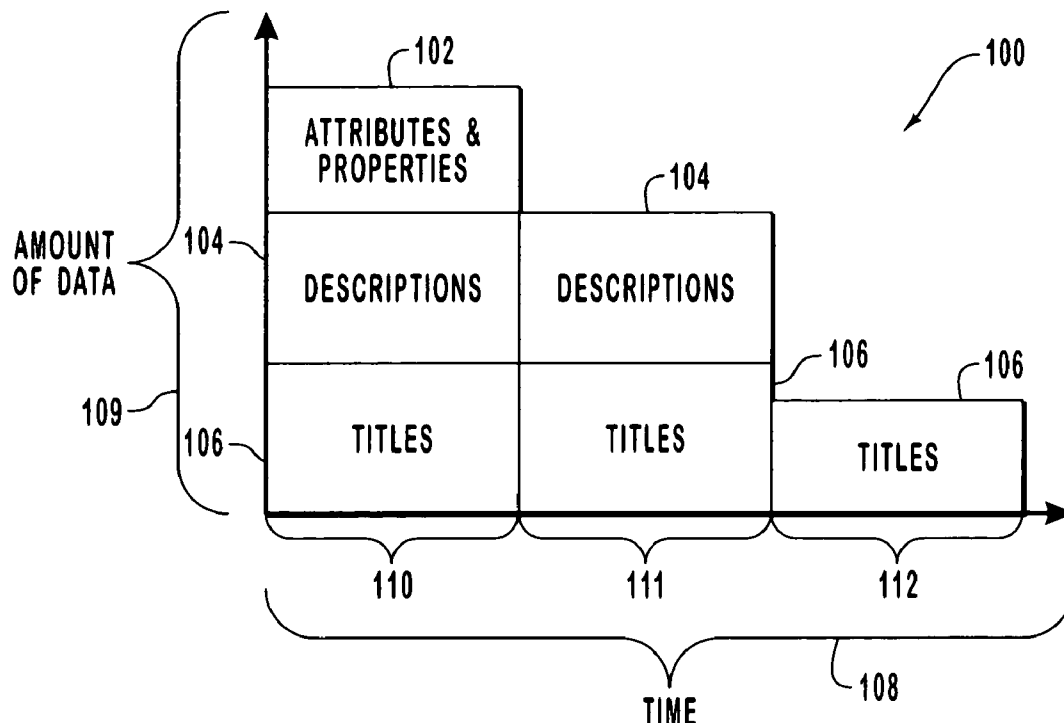 102
100
ATTRIBUTES &
PROPERTIES
104
AMOUNT
OF DATA
104
DESCRIPTIONS
DESCRIPTIONS
106
106
109
106
TITLES
TITLES
TITLES
110
111
112
108
TIME